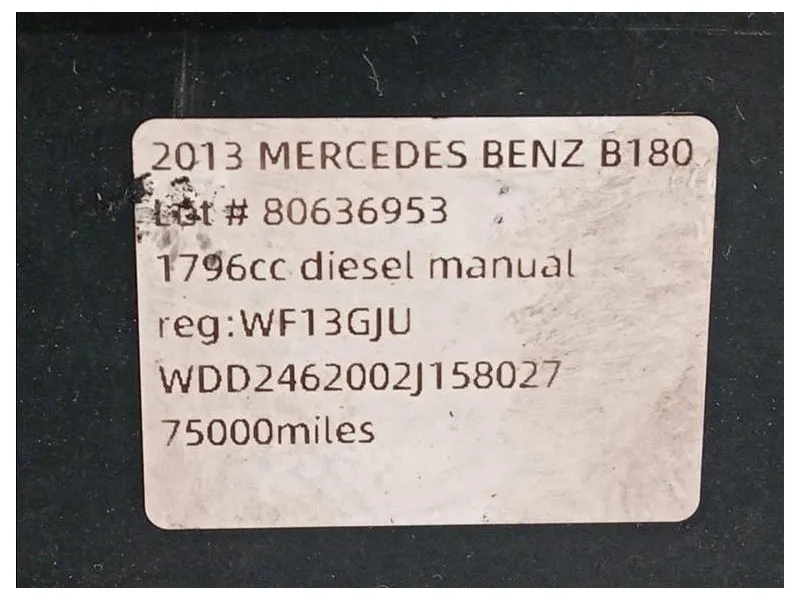 2013 MERCEDES BENZ B180
Lot # 80636953
1796cc diesel manual
reg:WF13GJU
WDD2462002J158027
75000miles